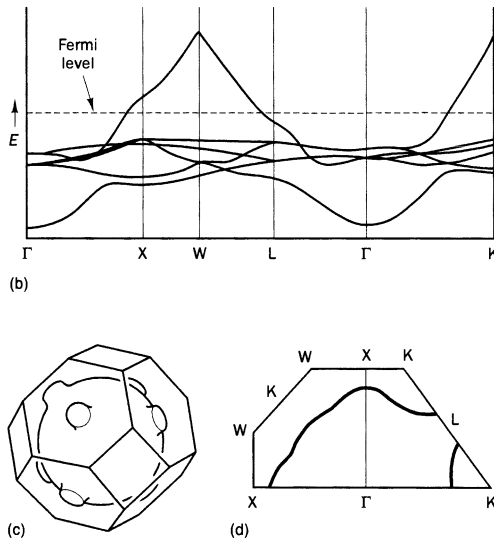 Fermi
level
E
Γ X W L Γ K
(b)
W X K
K
L
W
X Γ K
(c)
(d)